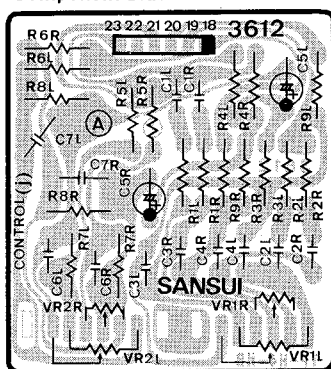 23 22 21 20 19 18 3612
R6R
R6L
R8L
R5L
R5R
C1L
C1R
R4L
R4R
C5L
R9L
C7L
A
C7R
C5R
R8R
R1L
R1R
R9R
R3R
R3L
R2L
R2R
CONTROL(J)
R7L
R7R
C6L
C6R
C3L
C3R
C4R
C4L
C2L
C2R
SANSUI
VR2R
VR1R
VR2L
VR1L